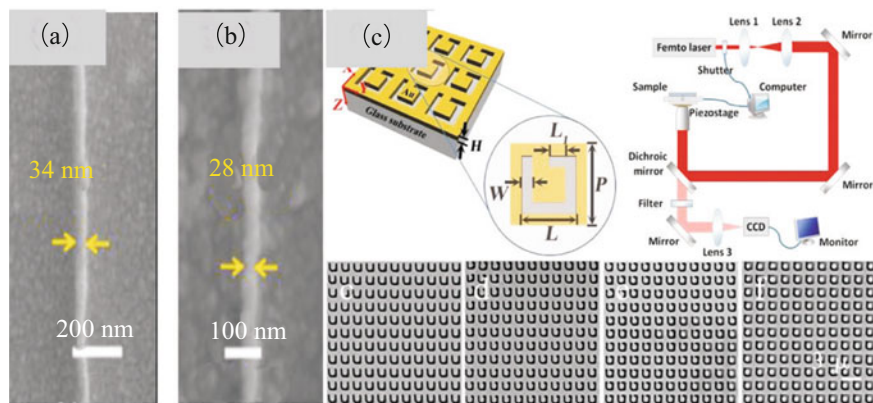 (a)
34 nm
200 nm
(b)
28 nm
100 nm
(c)
X
Y
Z
Au
Glass substrate
H
L
W
P
L
Femto laser
Lens 1
Lens 2
Mirror
Shutter
Sample
Computer
Piezostage
Dichroic
mirror
Mirror
Filter
CCD
Mirror
Lens 3
Monitor
c
d
e
f